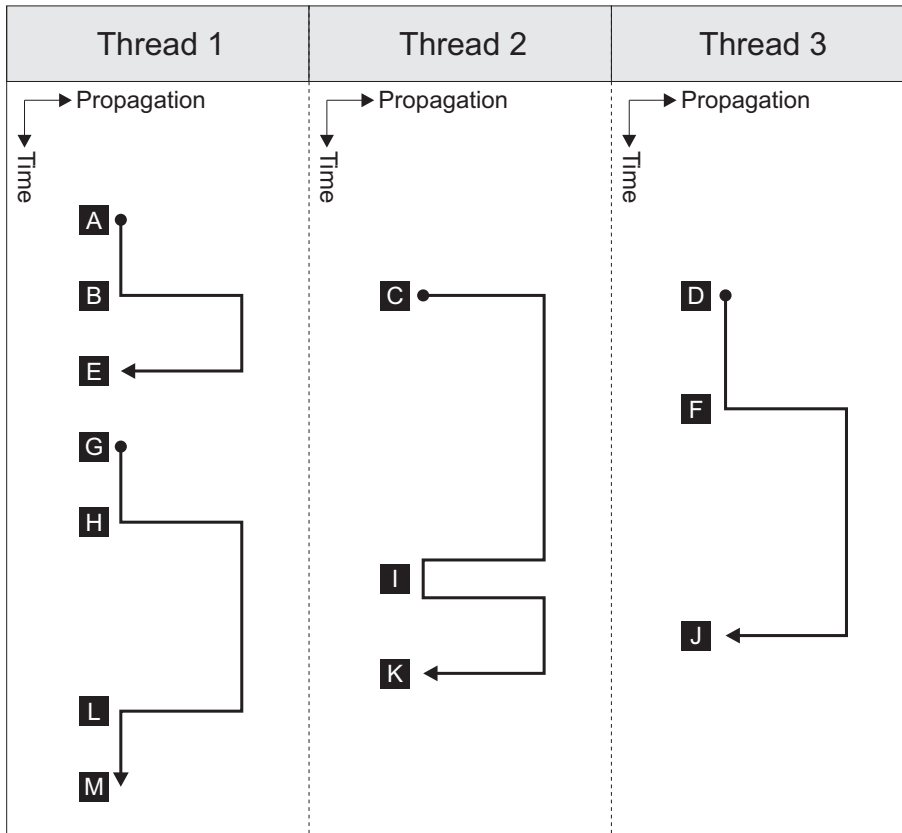 Thread 1
Thread 2
Thread 3
Propagation
Time
Propagation
Time
Propagation
Time
A
B
C
D
E
F
G
H
I
J
K
L
M